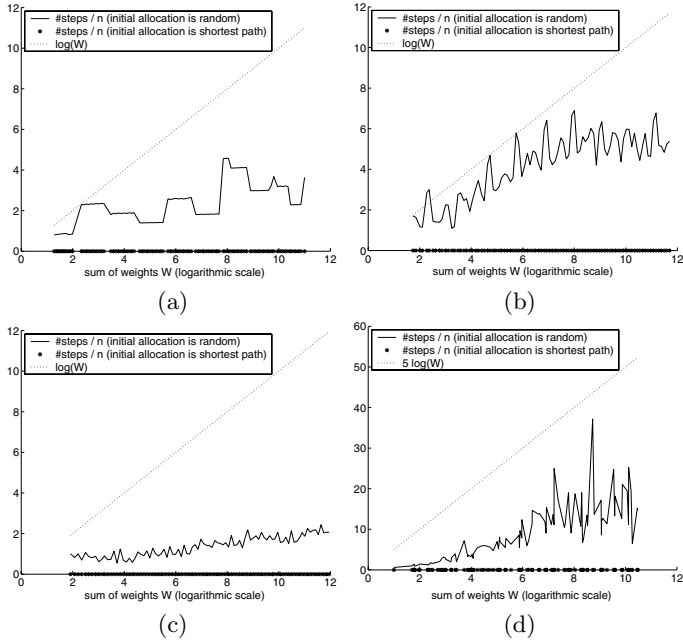 12
#steps / n (initial allocation is random)
#steps / n (initial allocation is shortest path)
log(W)
10
8
6
4
2
0
0 2 4 6 8 10 12
sum of weights W (logarithmic scale)
(a)
12
#steps / n (initial allocation is random)
#steps / n (initial allocation is shortest path)
log(W)
10
8
6
4
2
0
0 2 4 6 8 10 12
sum of weights W (logarithmic scale)
(b)
12
#steps / n (initial allocation is random)
#steps / n (initial allocation is shortest path)
log(W)
10
8
6
4
2
0
0 2 4 6 8 10 12
sum of weights W (logarithmic scale)
(c)
60
#steps / n (initial allocation is random)
#steps / n (initial allocation is shortest path)
5 log(W)
50
40
30
20
10
0
0 2 4 6 8 10 12
sum of weights W (logarithmic scale)
(d)